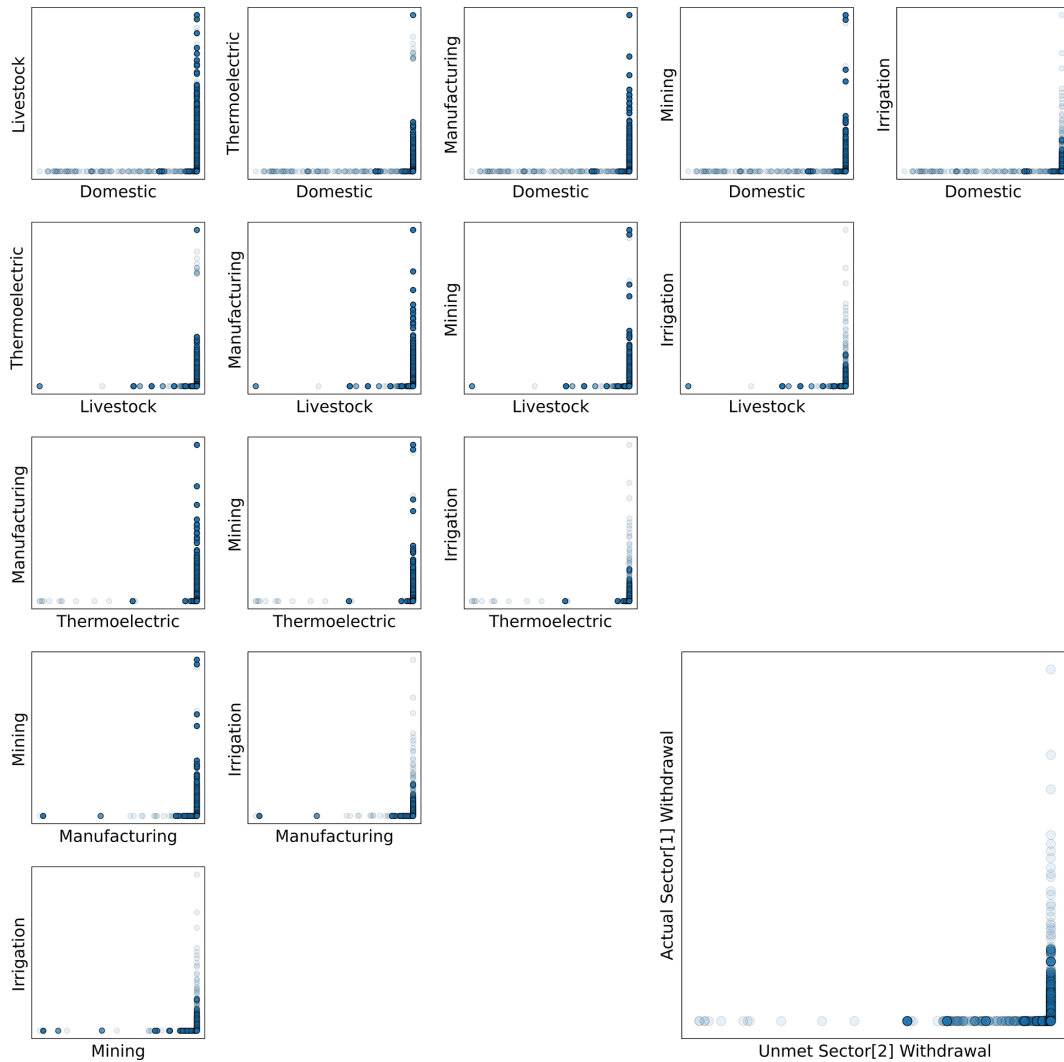 Livestock
Domestic
Thermoelectric
Domestic
Manufacturing
Domestic
Mining
Domestic
Irrigation
Domestic
Thermoelectric
Livestock
Manufacturing
Livestock
Mining
Livestock
Irrigation
Livestock
Manufacturing
Thermoelectric
Mining
Thermoelectric
Irrigation
Thermoelectric
Mining
Manufacturing
Irrigation
Manufacturing
Actual Sector[1] Withdrawal
Unmet Sector[2] Withdrawal
Irrigation
Mining